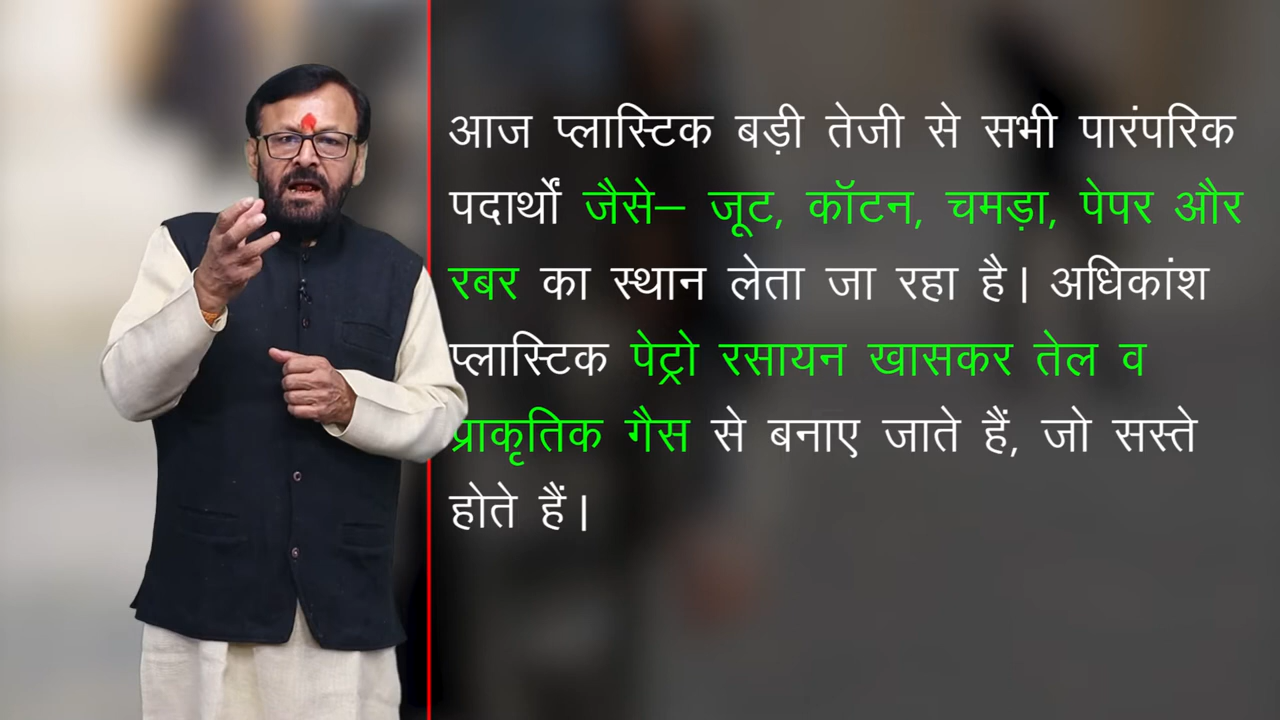 आज प्लास्टिक बड़ी तेजी से सभी पारंपरिक
पदार्थों जैसे– जूट, कॉटन, चमड़ा, पेपर और
रबर का स्थान लेता जा रहा है। अधिकांश
प्लास्टिक पेट्रो रसायन खासकर तेल व
प्राकृतिक गैस से बनाए जाते हैं, जो सस्ते
होते हैं।